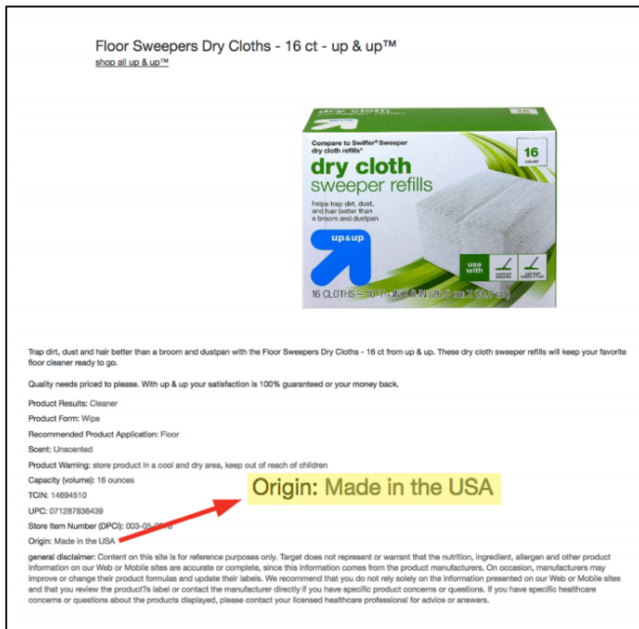 Floor Sweepers Dry Cloths - 16 ct - up & up™
shop all up & up™
dry cloth
Compare to Swiffer® Sweeper
dry cloth refills*
16
COUNT
dry cloth
sweeper refills
helps trap dirt, dust,
and hair better than
a broom and dustpan
up&up
use
with
16 CLOTHS
Trap dirt, dust and hair better than a broom and dustpan with the Floor Sweepers Dry Cloths - 16 ct from up & up. These dry cloth sweeper refills will keep your favorite
floor cleaner ready to go.
Quality needs priced to please. With up & up your satisfaction is 100% guaranteed or your money back.
Product Results: Cleaner
Product Form: Wipe
Recommended Product Application: Floor
Scent: Unscented
Product Warning: store product in a cool and dry area, keep out of reach of children
Capacity (volume): 16 ounces
Origin: Made in the USA
TCIN: 14694510
UPC: 071287836439
Store Item Number (DPCI):
Origin: Made in the USA
general disclaimer: Content on this site is for reference purposes only. Target does not represent or warrant that the nutrition, ingredient, allergen and other product
information on our Web or Mobile sites are accurate or complete, since this information comes from the product manufacturers. On occasion, manufacturers may
improve or change their product formulas and update their labels. We recommend that you do not rely solely on the information presented on our Web or Mobile sites
and that you review the product?s label or contact the manufacturer directly if you have specific product concerns or questions. If you have specific healthcare
concerns or questions about the products displayed, please contact your licensed healthcare professional for advice or answers.